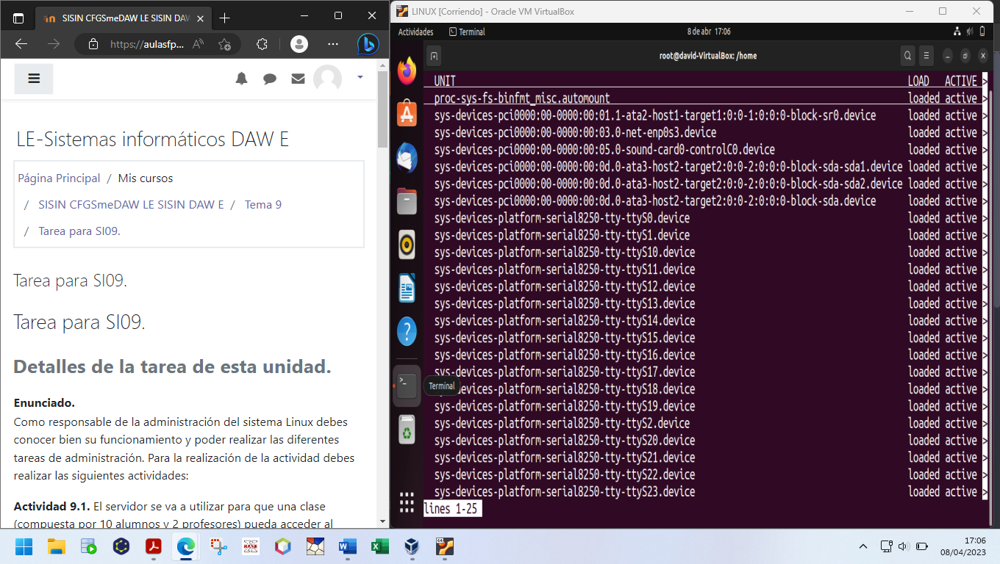 SISIN CFGSmeDAW LE SISIN DAW
https://aulasfp...
LE-Sistemas informáticos DAW E
Página Principal / Mis cursos
/ SISIN CFGSmeDAW LE SISIN DAW E / Tema 9
/ Tarea para SI09.
Tarea para SI09.
Tarea para SI09.
Detalles de la tarea de esta unidad.
Enunciado.
Como responsable de la administración del sistema Linux debes
conocer bien su funcionamiento y poder realizar las diferentes
tareas de administración. Para la realización de la actividad debes
realizar las siguientes actividades:
Actividad 9.1. El servidor se va a utilizar para que una clase
(compuesta por 10 alumnos y 2 profesores) pueda acceder al
LINUX [Corriendo] - Oracle VM VirtualBox
Actividades Terminal 8 de abr 17:06
root@david-VirtualBox: /home
UNIT LOAD ACTIVE >
proc-sys-fs-binfmt_misc.automount loaded active >
sys-devices-pci0000:00-0000:00:01.1-ata2-host1-target1:0:0-1:0:0:0-block-sr0.device loaded active >
sys-devices-pci0000:00-0000:00:03.0-net-enp0s3.device loaded active >
sys-devices-pci0000:00-0000:00:05.0-sound-card0-controlC0.device loaded active >
sys-devices-pci0000:00-0000:00:0d.0-ata3-host2-target2:0:0-2:0:0:0-block-sda-sda1.device loaded active >
sys-devices-pci0000:00-0000:00:0d.0-ata3-host2-target2:0:0-2:0:0:0-block-sda-sda2.device loaded active >
sys-devices-pci0000:00-0000:00:0d.0-ata3-host2-target2:0:0-2:0:0:0-block-sda.device loaded active >
sys-devices-platform-serial8250-tty-ttyS0.device loaded active >
sys-devices-platform-serial8250-tty-ttyS1.device loaded active >
sys-devices-platform-serial8250-tty-ttyS10.device loaded active >
sys-devices-platform-serial8250-tty-ttyS11.device loaded active >
sys-devices-platform-serial8250-tty-ttyS12.device loaded active >
sys-devices-platform-serial8250-tty-ttyS13.device loaded active >
sys-devices-platform-serial8250-tty-ttyS14.device loaded active >
sys-devices-platform-serial8250-tty-ttyS15.device loaded active >
sys-devices-platform-serial8250-tty-ttyS16.device loaded active >
sys-devices-platform-serial8250-tty-ttyS17.device loaded active >
Terminal
sys-devices-platform-serial8250-tty-ttyS18.device loaded active >
sys-devices-platform-serial8250-tty-ttyS19.device loaded active >
sys-devices-platform-serial8250-tty-ttyS2.device loaded active >
sys-devices-platform-serial8250-tty-ttyS20.device loaded active >
sys-devices-platform-serial8250-tty-ttyS21.device loaded active >
sys-devices-platform-serial8250-tty-ttyS22.device loaded active >
sys-devices-platform-serial8250-tty-ttyS23.device loaded active >
lines 1-25
17:06
08/04/2023